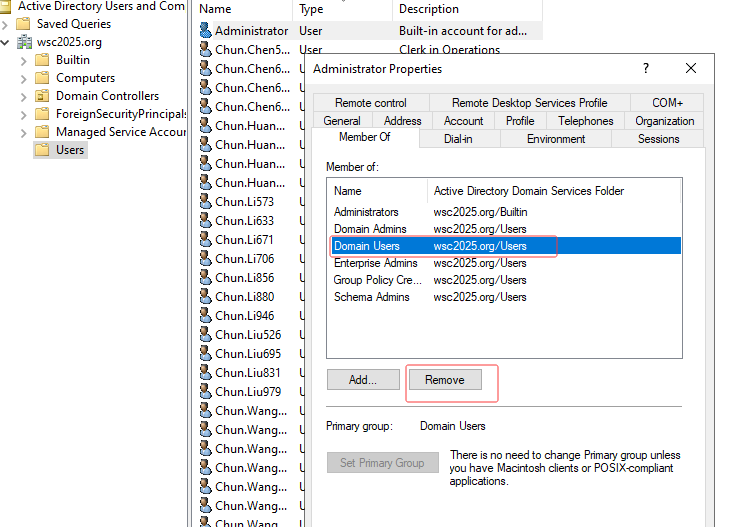 Active Directory Users and Com
Saved Queries
wsc2025.org
Builtin
Computers
Domain Controllers
ForeignSecurityPrincipals
Managed Service Accour
Users
Name Type Description
Administrator User Built-in account for ad...
Chun.Chen5... User Clerk in Operations
Chun.Chen6...
Chun.Chen6...
Chun.Chen6...
Chun.Huan...
Chun.Huan...
Chun.Huan...
Chun.Huan...
Chun.Li573
Chun.Li633
Chun.Li671
Chun.Li706
Chun.Li856
Chun.Li880
Chun.Li946
Chun.Liu526
Chun.Liu695
Chun.Liu831
Chun.Liu979
Chun.Wang...
Chun.Wang...
Chun.Wang...
Chun.Wang...
Chun.Wang...
Chun.Wang...
Chun.Wang...
Administrator Properties
?
Remote control Remote Desktop Services Profile COM+
General Address Account Profile Telephones Organization
Member Of Dial-in Environment Sessions
Member of:
Name Active Directory Domain Services Folder
Administrators wsc2025.org/Builtin
Domain Admins wsc2025.org/Users
Domain Users wsc2025.org/Users
Enterprise Admins wsc2025.org/Users
Group Policy Cre... wsc2025.org/Users
Schema Admins wsc2025.org/Users
Add... Remove
Primary group: Domain Users
Set Primary Group
There is no need to change Primary group unless
you have Macintosh clients or POSIX-compliant
applications.